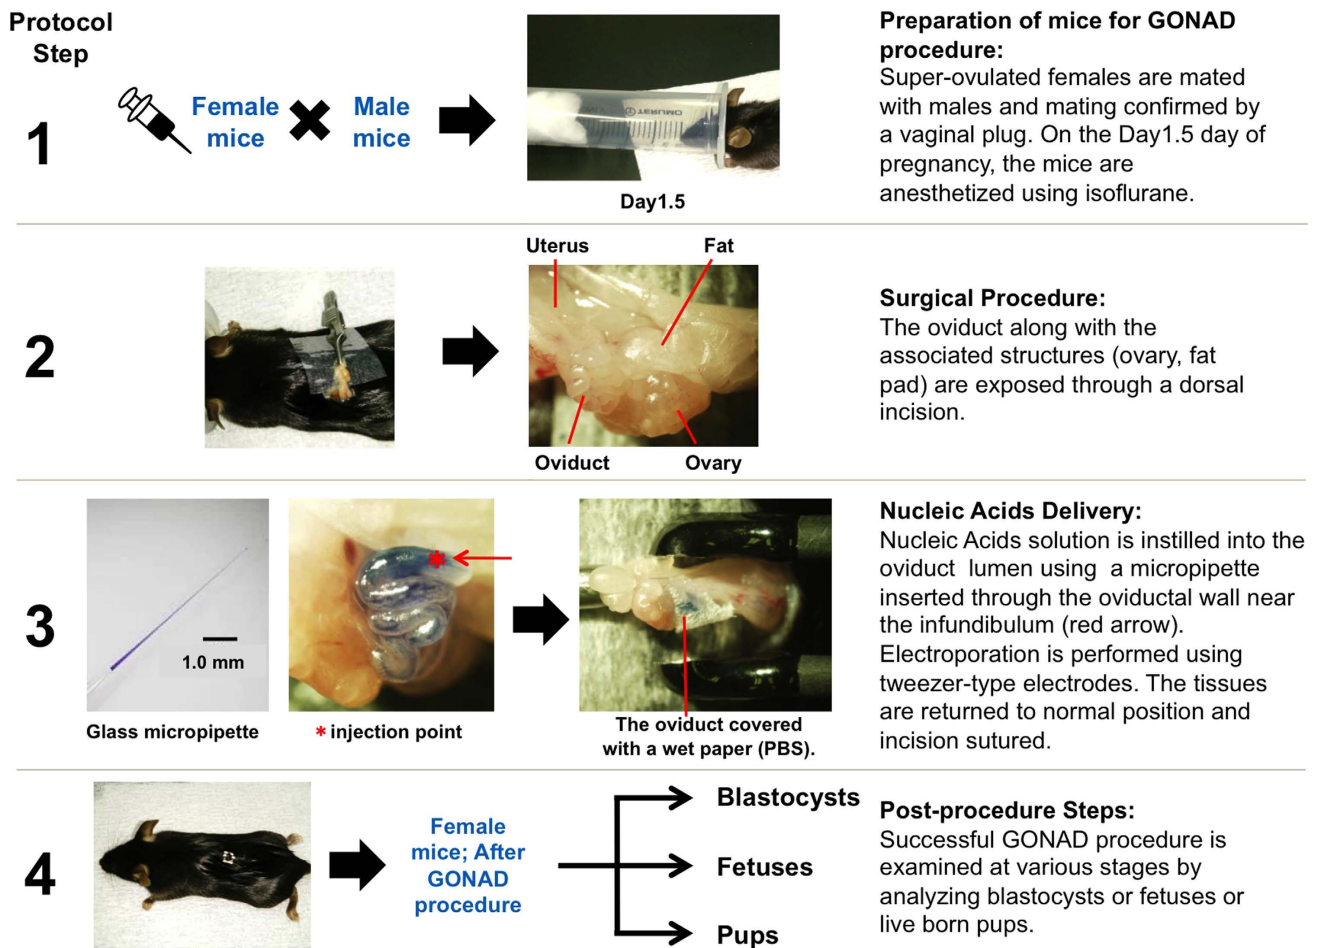 Protocol
Step
1
Female
mice
Male
mice
TERUMO
Day1.5
Preparation of mice for GONAD
procedure:
Super-ovulated females are mated
with males and mating confirmed by
a vaginal plug. On the Day1.5 day of
pregnancy, the mice are
anesthetized using isoflurane.
2
Uterus
Fat
Oviduct
Ovary
Surgical Procedure:
The oviduct along with the
associated structures (ovary, fat
pad) are exposed through a dorsal
incision.
3
1.0 mm
Glass micropipette
* injection point
The oviduct covered
with a wet paper (PBS).
Nucleic Acids Delivery:
Nucleic Acids solution is instilled into the
oviduct lumen using a micropipette
inserted through the oviductal wall near
the infundibulum (red arrow).
Electroporation is performed using
tweezer-type electrodes. The tissues
are returned to normal position and
incision sutured.
4
Female
mice; After
GONAD
procedure
Blastocysts
Fetuses
Pups
Post-procedure Steps:
Successful GONAD procedure is
examined at various stages by
analyzing blastocysts or fetuses or
live born pups.